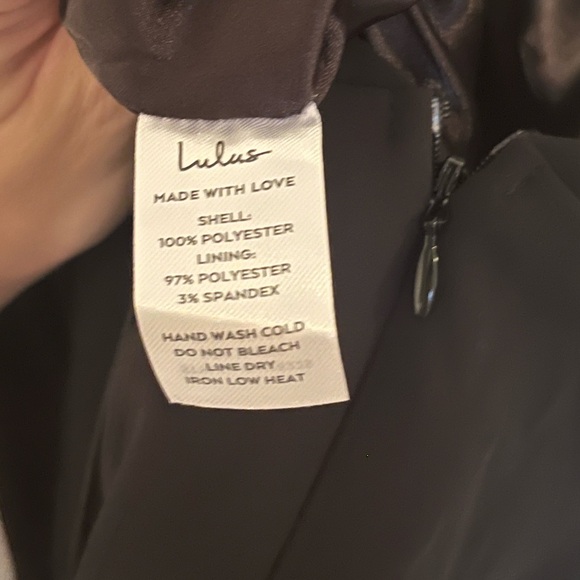 Lulus
MADE WITH LOVE
SHELL:
100% POLYESTER
LINING:
97% POLYESTER
3% SPANDEX
HAND WASH COLD
DO NOT BLEACH
LINE DRY
IRON LOW HEAT